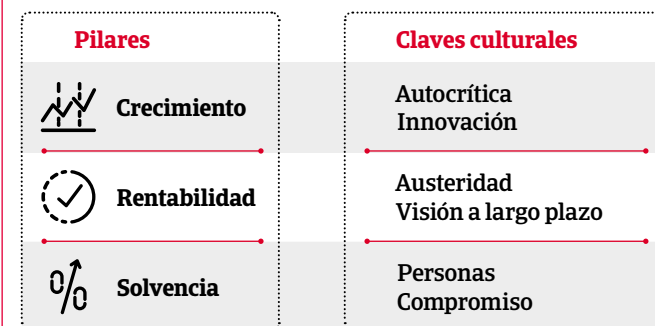 Pilares
Claves culturales
Crecimiento
Autocrítica
Innovación
Rentabilidad
Austeridad
Visión a largo plazo
Solvencia
Personas
Compromiso